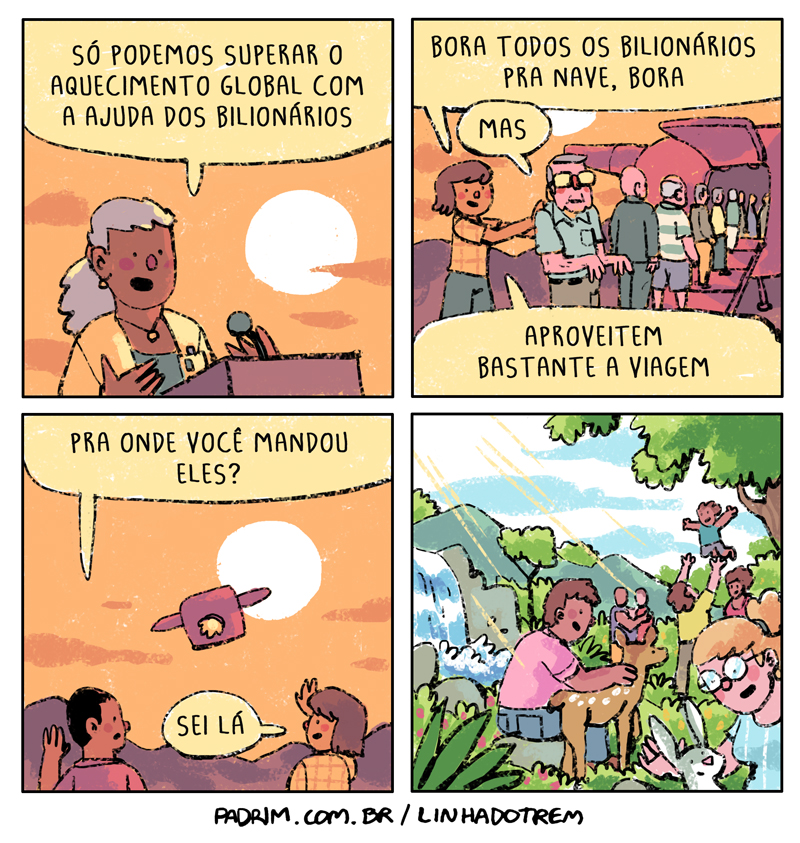 SÓ PODEMOS SUPERAR O
AQUECIMENTO GLOBAL COM
A AJUDA DOS BILIONÁRIOS
BORA TODOS OS BILIONÁRIOS
PRA NAVE, BORA
MAS
APROVEITEM
BASTANTE A VIAGEM
PRA ONDE VOCÊ MANDOU
ELES?
SEI LÁ
PADRIM.COM.BR / LINHADOTREM